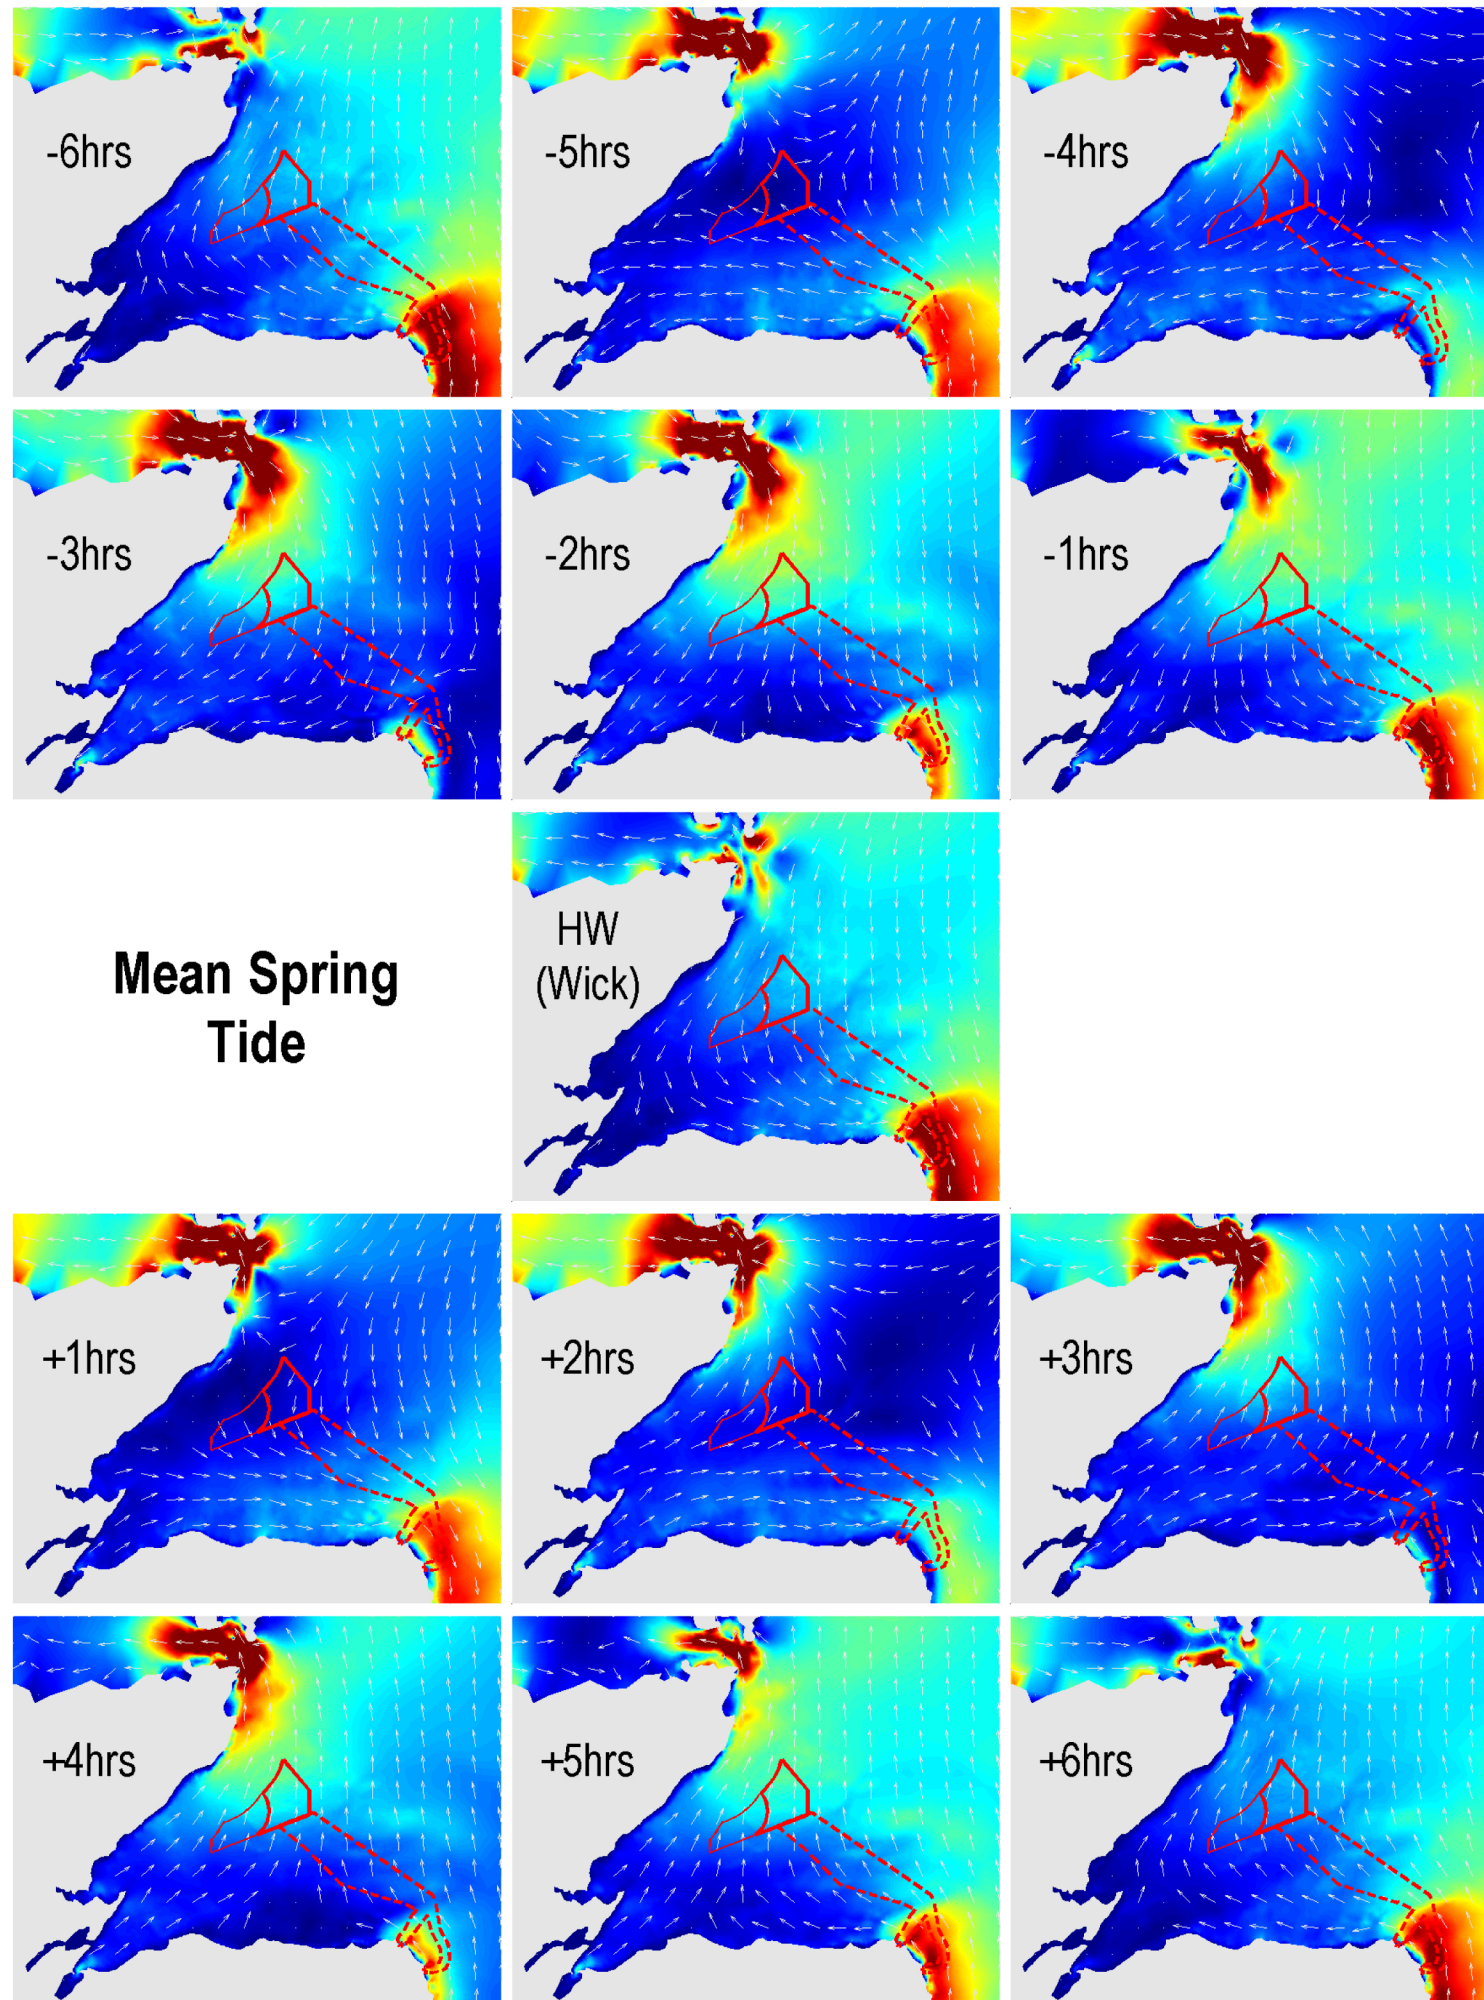 -6hrs
-5hrs
-4hrs
-3hrs
-2hrs
-1hrs
Mean Spring
Tide
HW
(Wick)
+1hrs
+2hrs
+3hrs
+4hrs
+5hrs
+6hrs